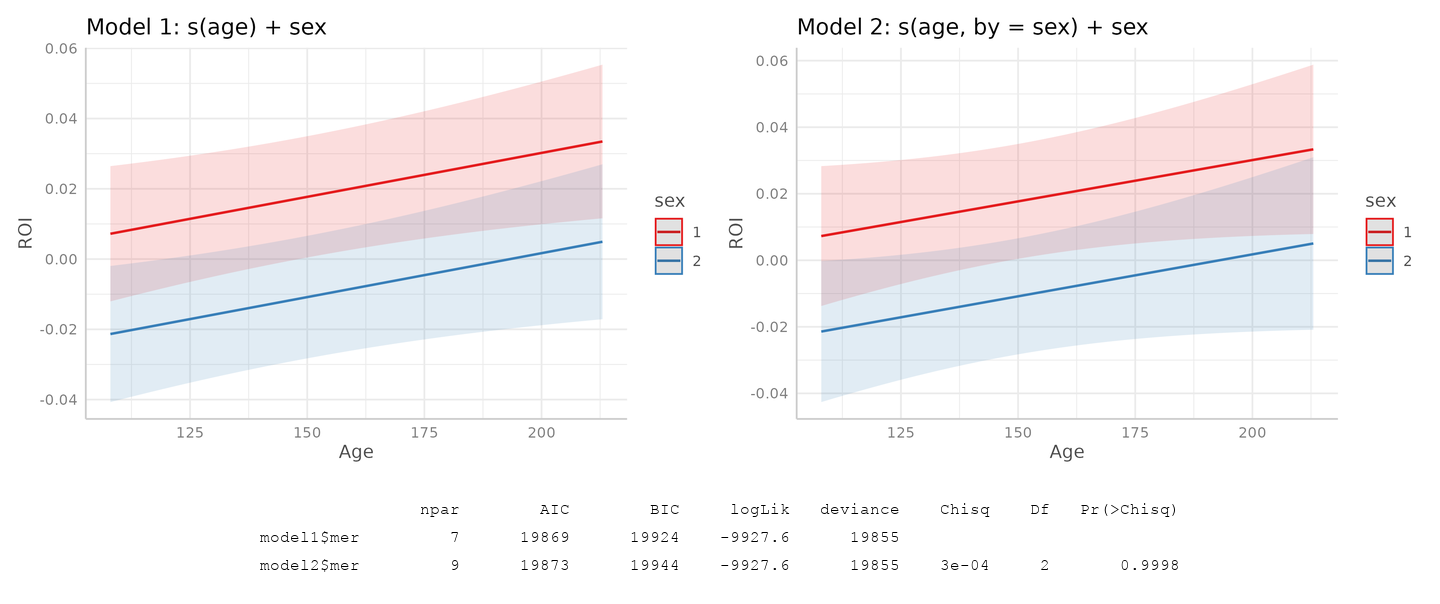 Model 1: s(age) + sex
0.06
0.04
0.02
0.00
-0.02
-0.04
ROI
125 150 175 200
Age
sex
1
2
Model 2: s(age, by = sex) + sex
0.06
0.04
0.02
0.00
-0.02
-0.04
ROI
125 150 175 200
Age
sex
1
2
npar AIC BIC logLik deviance Chisq Df Pr(>Chisq)
model1$mer 7 19869 19924 -9927.6 19855
model2$mer 9 19873 19944 -9927.6 19855 3e-04 2 0.9998